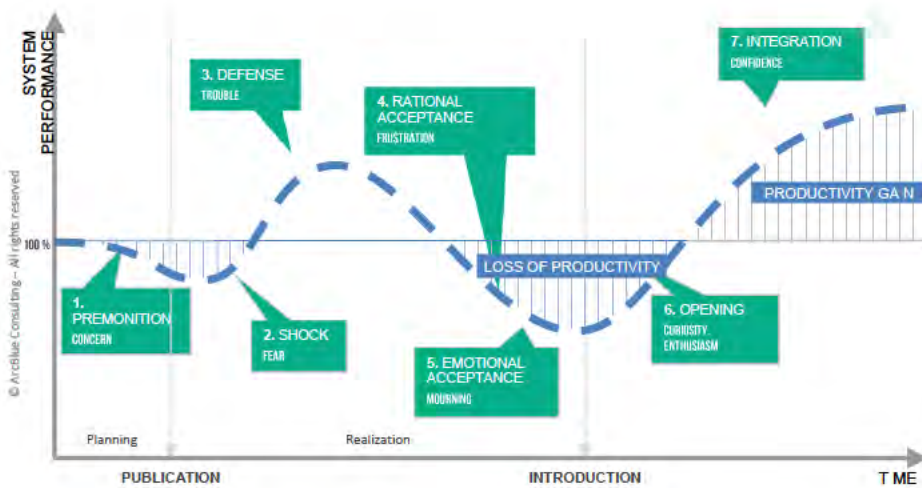 SYSTEM
PERFORMANCE
7. INTEGRATION
CONFIDENCE
3. DEFENSE
TROUBLE
4. RATIONAL
ACCEPTANCE
FRUSTRATION
PRODUCTIVITY GA N
100 %
LOSS OF PRODUCTIVITY
1.
PREMONITION
CONCERN
2. SHOCK
FEAR
6. OPENING
CURIOSITY,
ENTHUSIASM
5. EMOTIONAL
ACCEPTANCE
MOURNING
© ArcBlue Consulting – All rights reserved
Planning
Realization
PUBLICATION
INTRODUCTION
T ME